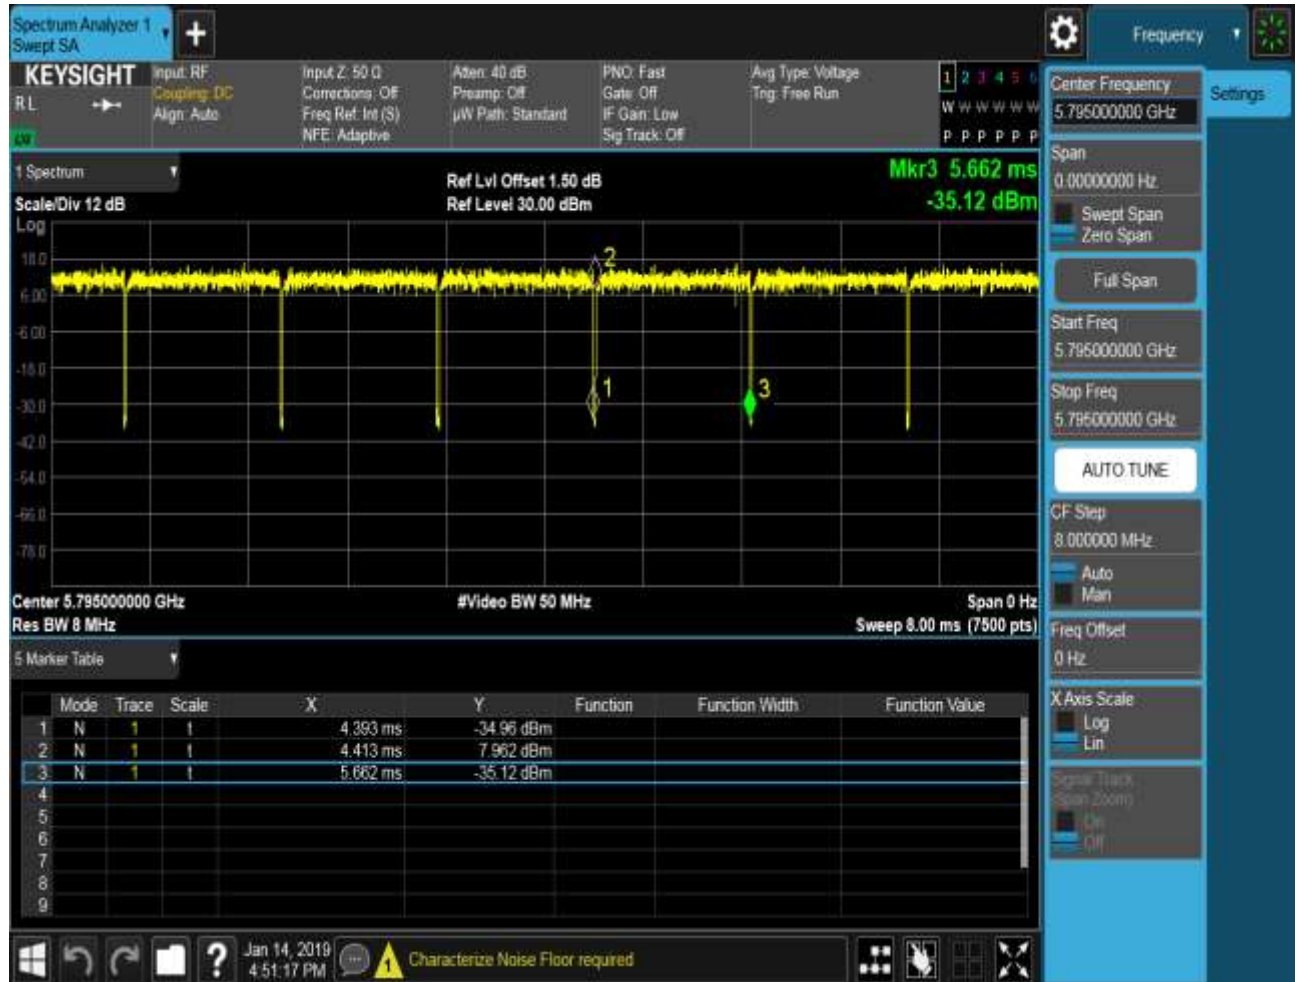 Spectrum Analyzer 1
Swept SA
Frequency
KEYSIGHT
RL
Input: RF
Coupling: DC
Align: Auto
Input Z: 50 Ω
Corrections: Off
Freq Ref: Int (S)
NFE: Adaptive
Atten: 40 dB
Preamp: Off
µW Path: Standard
PNO: Fast
Gate: Off
IF Gain: Low
Sig Track: Off
Avg Type: Voltage
Trig: Free Run
1 2 3 4 5 6
W W W W W W
P P P P P P
1 Spectrum
Scale/Div 12 dB
Ref Lvl Offset 1.50 dB
Ref Level 30.00 dBm
Mkr3 5.662 ms
-35.12 dBm
Log
18.0
6.00
-6.00
-18.0
-30.0
-42.0
-54.0
-66.0
-78.0
2
1
3
Center 5.795000000 GHz
#Video BW 50 MHz
Span 0 Hz
Res BW 8 MHz
Sweep 8.00 ms (7500 pts)
5 Marker Table
Mode Trace Scale X Y Function Function Width Function Value
1 N 1 t 4.393 ms -34.96 dBm
2 N 1 t 4.413 ms 7.962 dBm
3 N 1 t 5.662 ms -35.12 dBm
4
5
6
7
8
9
Jan 14, 2019
4:51:17 PM
Characterize Noise Floor required
Center Frequency
5.795000000 GHz
Settings
Span
0.00000000 Hz
Swept Span
Zero Span
Full Span
Start Freq
5.795000000 GHz
Stop Freq
5.795000000 GHz
AUTO TUNE
CF Step
8.000000 MHz
Auto
Man
Freq Offset
0 Hz
X Axis Scale
Log
Lin
Signal Track
(Span Zoom)
On
Off